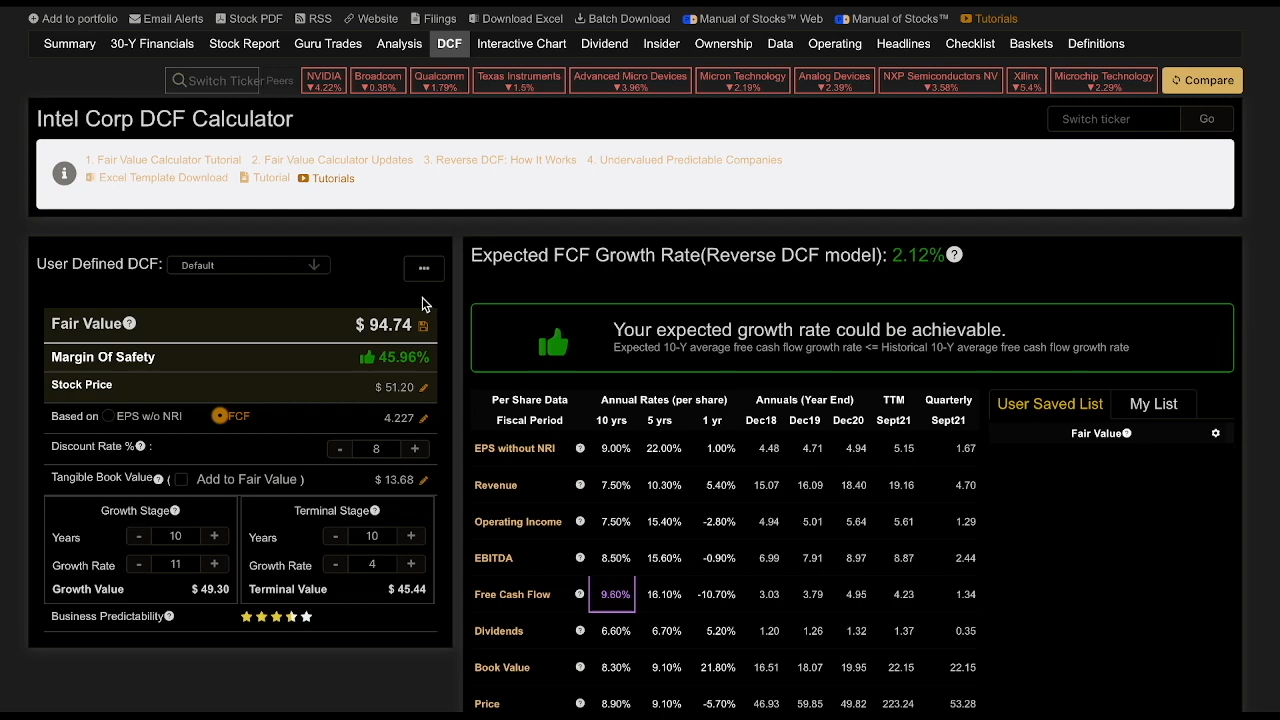 Add to portfolio Email Alerts Stock PDF RSS Website Filings Download Excel Batch Download Manual of Stocks™ Web Manual of Stocks™ Tutorials
Summary 30-Y Financials Stock Report Guru Trades Analysis DCF Interactive Chart Dividend Insider Ownership Data Operating Headlines Checklist Baskets Definitions
Switch Ticker Peers NVIDIA Broadcom Qualcomm Texas Instruments Advanced Micro Devices Micron Technology Analog Devices NXP Semiconductors NV Xilinx Microchip Technology Compare
▼4.22% ▼0.38% ▼1.79% ▼1.5% ▼3.96% ▼2.19% ▼2.39% ▼3.58% ▼5.4% ▼2.29%
Intel Corp DCF Calculator Switch ticker Go
1. Fair Value Calculator Tutorial 2. Fair Value Calculator Updates 3. Reverse DCF: How It Works 4. Undervalued Predictable Companies
Excel Template Download Tutorial Tutorials
User Defined DCF: Default ...
Fair Value $ 94.74
Margin Of Safety 45.96%
Stock Price $ 51.20
Based on EPS w/o NRI FCF 4.227
Discount Rate % : - 8 +
Tangible Book Value ( Add to Fair Value ) $ 13.68
Growth Stage Terminal Stage
Years - 10 + Years - 10 +
Growth Rate - 11 + Growth Rate - 4 +
Growth Value $ 49.30 Terminal Value $ 45.44
Business Predictability
Expected FCF Growth Rate(Reverse DCF model): 2.12%
Your expected growth rate could be achievable.
Expected 10-Y average free cash flow growth rate <= Historical 10-Y average free cash flow growth rate
Per Share Data Annual Rates (per share) Annuals (Year End) TTM Quarterly
Fiscal Period 10 yrs 5 yrs 1 yr Dec18 Dec19 Dec20 Sept21 Sept21
EPS without NRI 9.00% 22.00% 1.00% 4.48 4.71 4.94 5.15 1.67
Revenue 7.50% 10.30% 5.40% 15.07 16.09 18.40 19.16 4.70
Operating Income 7.50% 15.40% -2.80% 4.94 5.01 5.64 5.61 1.29
EBITDA 8.50% 15.60% -0.90% 6.99 7.91 8.97 8.87 2.44
Free Cash Flow 9.60% 16.10% -10.70% 3.03 3.79 4.95 4.23 1.34
Dividends 6.60% 6.70% 5.20% 1.20 1.26 1.32 1.37 0.35
Book Value 8.30% 9.10% 21.80% 16.51 18.07 19.95 22.15 22.15
Price 8.90% 9.10% -5.70% 46.93 59.85 49.82 223.24 53.28
User Saved List My List
Fair Value